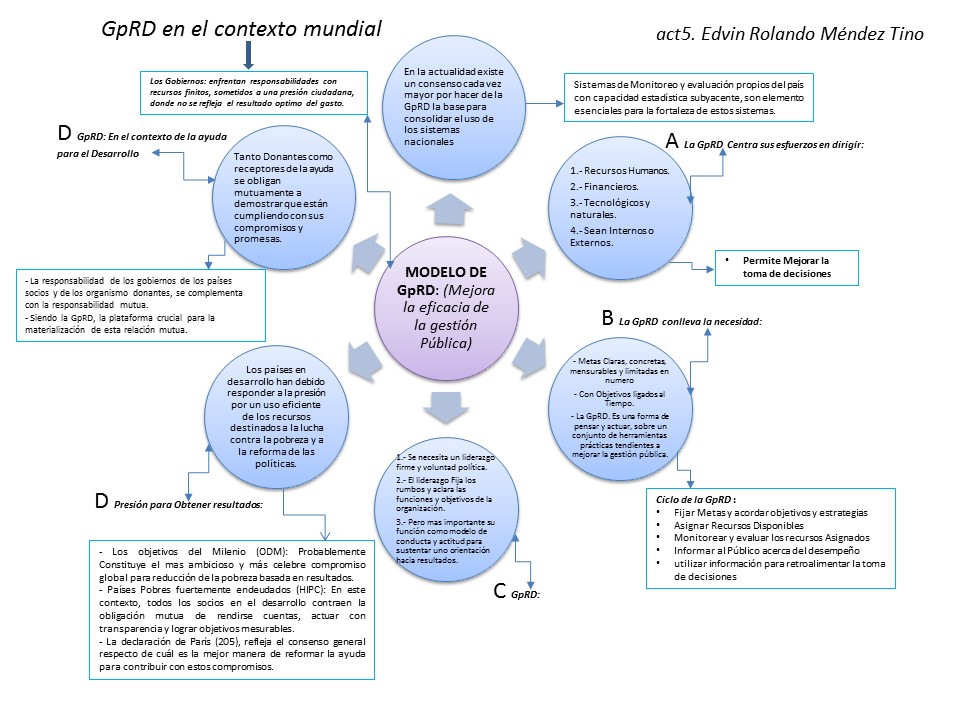 GpRD en el contexto mundial
act5. Edwin Rolando Méndez Tino
Los Gobiernos: enfrentan responsabilidades con
recursos finitos, sometidos a una presión ciudadana,
donde no se refleja el resultado optimo del gasto.
En la actualidad existe
un consenso cada vez
mayor por hacer de la
GpRD la base para
consolidar el uso de
los sistemas
nacionales
Sistemas de Monitoreo y evaluación propios del país
con capacidad estadística subyacente, son elemento
esenciales para la fortaleza de estos sistemas.
D GpRD: En el contexto de la ayuda
para el Desarrollo
Tanto Donantes como
receptores de la ayuda
se obligan
mutuamente a
demostrar que están
cumpliendo con sus
compromisos y
promesas.
A La GpRD Centra sus esfuerzos en dirigir:
1.- Recursos Humanos.
2.- Financieros.
3.- Tecnológicos y
naturales.
4.- Sean Internos o
Externos.
• Permite Mejorar la
toma de decisiones
- La responsabilidad de los gobiernos de los países
socios y de los organismo donantes, se complementa
con la responsabilidad mutua.
- Siendo la GpRD, la plataforma crucial para la
materialización de esta relación mutua.
MODELO DE
GpRD: (Mejora
la eficacia de
la gestión
Pública)
B La GpRD conlleva la necesidad:
- Metas Claras, concretas,
mensurables y limitadas en
numero
- Con Objetivos ligados al
Tiempo.
- La GpRD. Es una forma de
pensar y actuar, sobre un
conjunto de herramientas
prácticas tendientes a
mejorar la gestión pública.
Los países en
desarrollo han debido
responder a la presión
por un uso eficiente
de los recursos
destinados a la lucha
contra la pobreza y a
la reforma de las
políticas.
1.- Se necesita un liderazgo
firme y voluntad política.
2.- El liderazgo Fija los
rumbos y aclara las
funciones y objetivos de la
organización.
3.- Pero mas importante su
función como modelo de
conducta y actitud para
sustentar uno orientación
hacia resultados.
D Presión para Obtener resultados:
Ciclo de la GpRD :
• Fijar Metas y acordar objetivos y estrategias
• Asignar Recursos Disponibles
• Monitorear y evaluar los recursos Asignados
• Informar al Público acerca del desempeño
• utilizar información para retroalimentar la toma
de decisiones
- Los objetivos del Milenio (ODM): Probablemente
Constituye el mas ambicioso y más celebre compromiso
global para reducción de la pobreza basada en resultados.
- Países Pobres fuertemente endeudados (HIPC): En este
contexto, todos los socios en el desarrollo contraen la
obligación mutua de rendirse cuentas, actuar con
transparencia y lograr objetivos mesurables.
- La declaración de Paris (205), refleja el consenso general
respecto de cuál es la mejor manera de reformar la ayuda
para contribuir con estos compromisos.
C GpRD: